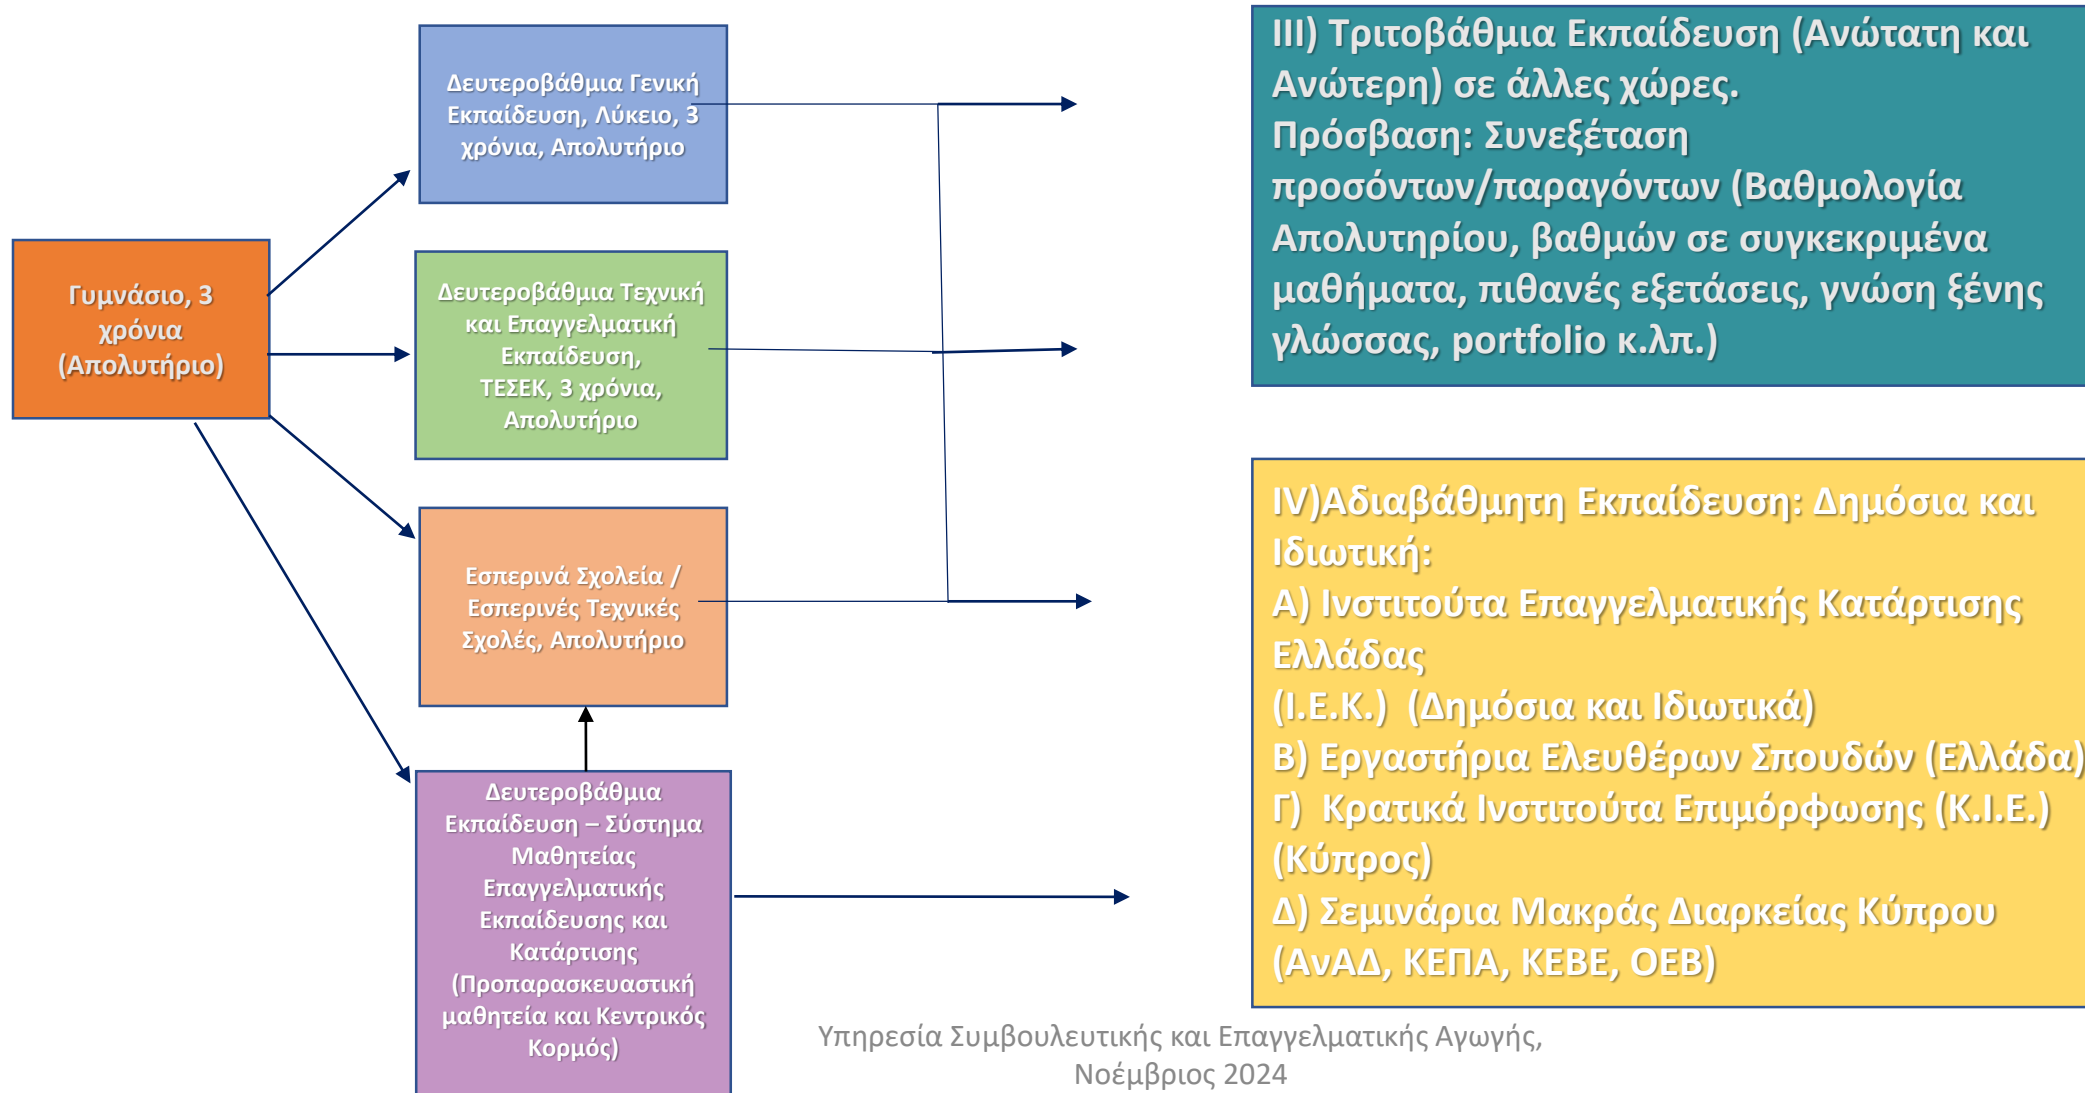 Γυμνάσιο, 3
χρόνια
(Απολυτήριο)
Δευτεροβάθμια Γενική
Εκπαίδευση, Λύκειο, 3
χρόνια, Απολυτήριο
Δευτεροβάθμια Τεχνική
και Επαγγελματική
Εκπαίδευση,
ΤΕΣΕΚ, 3 χρόνια,
Απολυτήριο
Εσπερινά Σχολεία /
Εσπερινές Τεχνικές
Σχολές, Απολυτήριο
Δευτεροβάθμια
Εκπαίδευση – Σύστημα
Μαθητείας
Επαγγελματικής
Εκπαίδευσης και
Κατάρτισης
(Προπαρασκευαστική
μαθητεία και Κεντρικός
Κορμός)
III) Τριτοβάθμια Εκπαίδευση (Ανώτατη και
Ανώτερη) σε άλλες χώρες.
Πρόσβαση: Συνεξέταση
προσόντων/παραγόντων (Βαθμολογία
Απολυτηρίου, βαθμών σε συγκεκριμένα
μαθήματα, πιθανές εξετάσεις, γνώση ξένης
γλώσσας, portfolio κ.λπ.)
IV)Αδιαβάθμητη Εκπαίδευση: Δημόσια και
Ιδιωτική:
Α) Ινστιτούτα Επαγγελματικής Κατάρτισης
Ελλάδας
(Ι.Ε.Κ.) (Δημόσια και Ιδιωτικά)
Β) Εργαστήρια Ελευθέρων Σπουδών (Ελλάδα)
Γ) Κρατικά Ινστιτούτα Επιμόρφωσης (Κ.Ι.Ε.)
(Κύπρος)
Δ) Σεμινάρια Μακράς Διαρκείας Κύπρου
(ΑνΑΔ, ΚΕΠΑ, ΚΕΒΕ, ΟΕΒ)
Υπηρεσία Συμβουλευτικής και Επαγγελματικής Αγωγής,
Νοέμβριος 2024